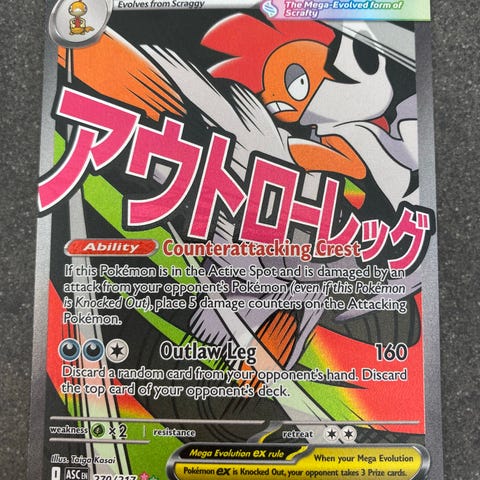 Evolves from Scraggy
The Mega-Evolved form of
Scrafty
アウトローレッグ
Ability Counterattacking Crest
If this Pokémon is in the Active Spot and is damaged by an
attack from your opponent's Pokémon (even if this Pokémon
is Knocked Out), place 5 damage counters on the Attacking
Pokémon.
Outlaw Leg 160
Discard a random card from your opponent's hand. Discard
the top card of your opponent's deck.
weakness ×2 resistance retreat
Illus. Taiga Kasai
Mega Evolution ex rule When your Mega Evolution
Pokémon ex is Knocked Out, your opponent takes 3 Prize cards.
I ASC EN 270/217